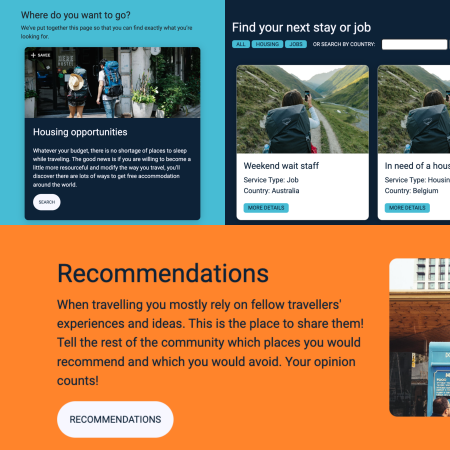 Where do you want to go?
We've put together this page so that you can find exactly what you're
looking for.
+ SAVEE
Housing opportunities
Whatever your budget, there is no shortage of places to sleep
while traveling. The good news is if you are willing to become a
little more resourceful and modify the way you travel, you'll
discover there are lots of ways to get free accommodation
around the world.
SEARCH
Find your next stay or job
ALL HOUSING JOBS OR SEARCH BY COUNTRY:
Weekend wait staff
Service Type: Job
Country: Australia
MORE DETAILS
In need of a hous
Service Type: Housin
Country: Belgium
MORE DETAILS
Recommendations
When travelling you mostly rely on fellow travellers'
experiences and ideas. This is the place to share them!
Tell the rest of the community which places you would
recommend and which you would avoid. Your opinion
counts!
RECOMMENDATIONS